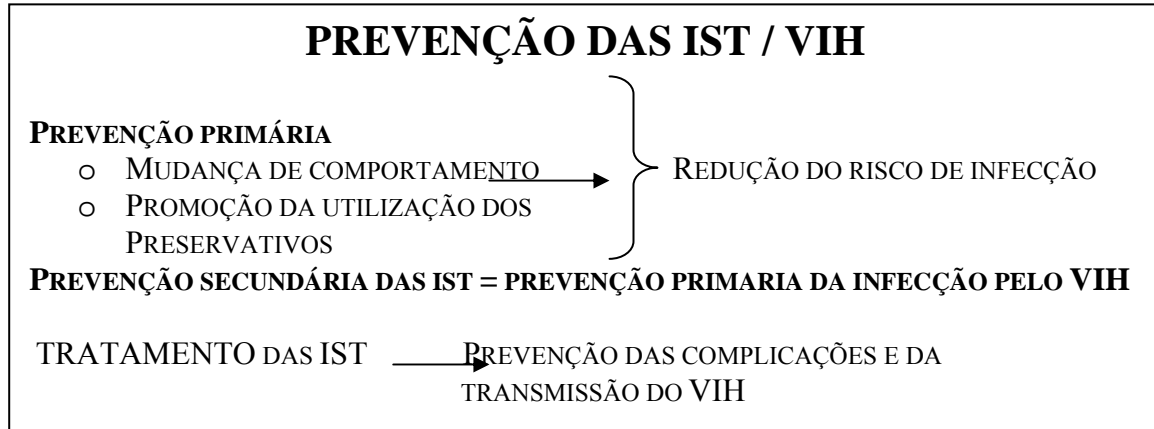 PREVENÇÃO DAS IST / VIH
PREVENÇÃO PRIMÁRIA
o MUDANÇA DE COMPORTAMENTO
REDUÇÃO DO RISCO DE INFECÇÃO
o PROMOÇÃO DA UTILIZAÇÃO DOS
PRESERVATIVOS
PREVENÇÃO SECUNDÁRIA DAS IST = PREVENÇÃO PRIMARIA DA INFECÇÃO PELO VIH
TRATAMENTO DAS IST
PREVENÇÃO DAS COMPLICAÇÕES E DA
TRANSMISSÃO DO VIH